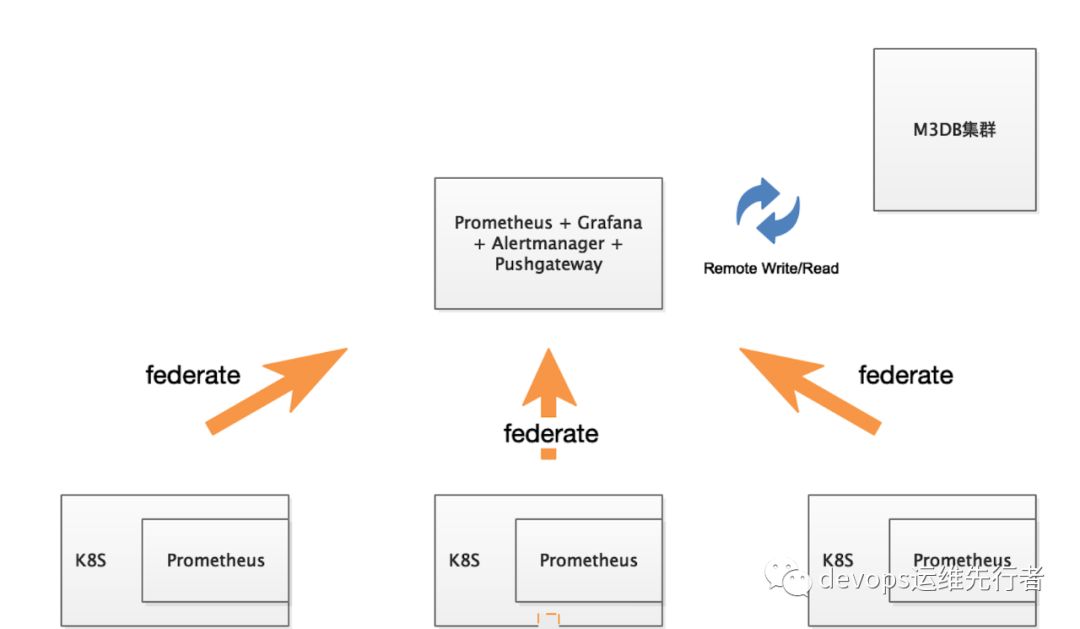 M3DB集群
Prometheus + Grafana
+ Alertmanager +
Pushgateway
Remote Write/Read
federate
federate
federate
K8S
Prometheus
K8S
Prometheus
K8S
Prometheus
devops运维先行者